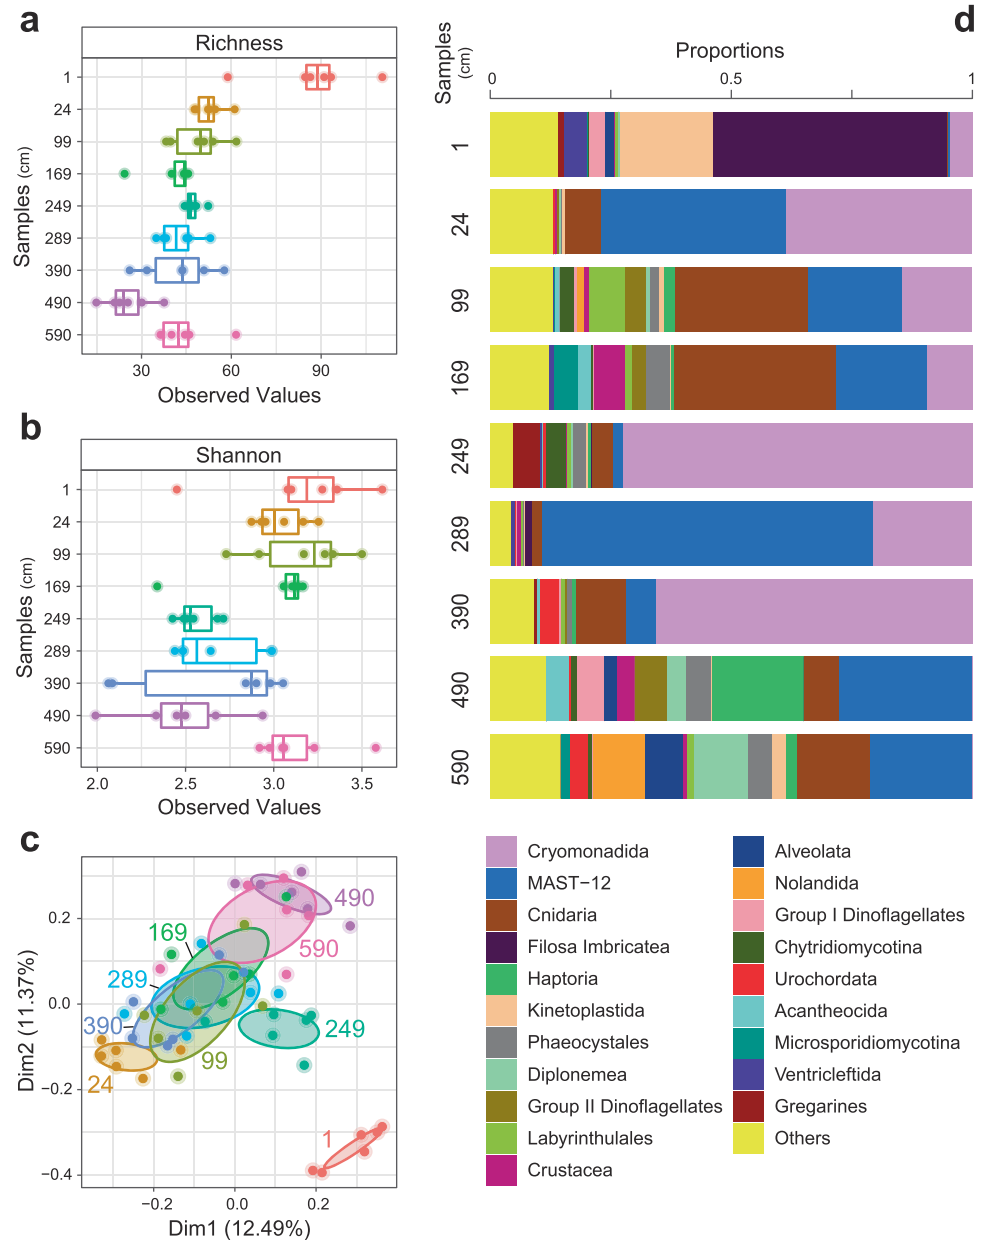 a
Richness
Samples (cm)
1
24
99
169
249
289
390
490
590
30 60 90
Observed Values
b
Shannon
Samples (cm)
1
24
99
169
249
289
390
490
590
2.0 2.5 3.0 3.5
Observed Values
c
Dim2 (11.37%)
0.2
0.0
−0.2
−0.4
490
590
169
289
390
249
99
24
1
−0.2 0.0 0.2
Dim1 (12.49%)
d
Samples
(cm)
Proportions
0 0.5 1
1
24
99
169
249
289
390
490
590
Cryomonadida
MAST−12
Cnidaria
Filosa Imbricatea
Haptoria
Kinetoplastida
Phaeocystales
Diplonemea
Group II Dinoflagellates
Labyrinthulales
Crustacea
Alveolata
Nolandida
Group I Dinoflagellates
Chytridiomycotina
Urochordata
Acantheocida
Microsporidiomycotina
Ventricleftida
Gregarines
Others